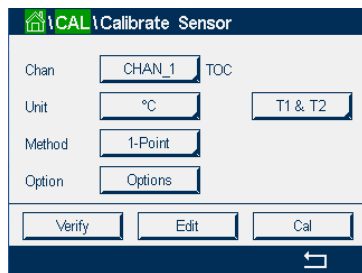 \CAL\Calibrate Sensor
Chan CHAN_1 TOC
Unit °C T1 & T2
Method 1-Point
Option Options
Verify Edit Cal